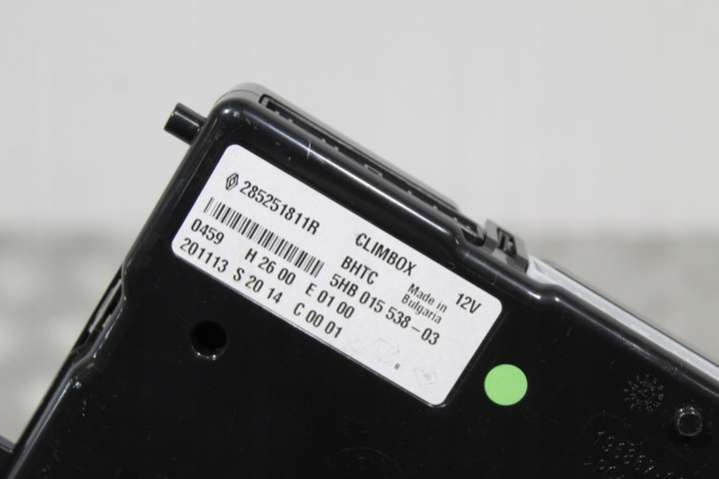 285251811R CLIMBOX 12V
BHTC Made in Bulgaria
0459 5HB 015 538-03
H 26 00 E 01 00
201113 S 20 14 C 00 01